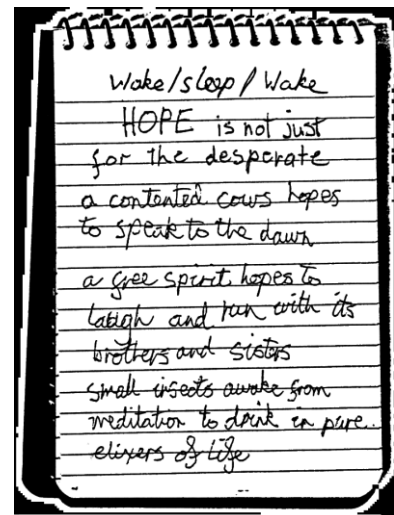 Wake/sleep/Wake
HOPE is not just
for the desperate
a contented cows hopes
to speak to the dawn
a free spirit hopes to
laugh and run with its
brothers and sisters
small insects awake from
meditation to drink in pure
elixers of life